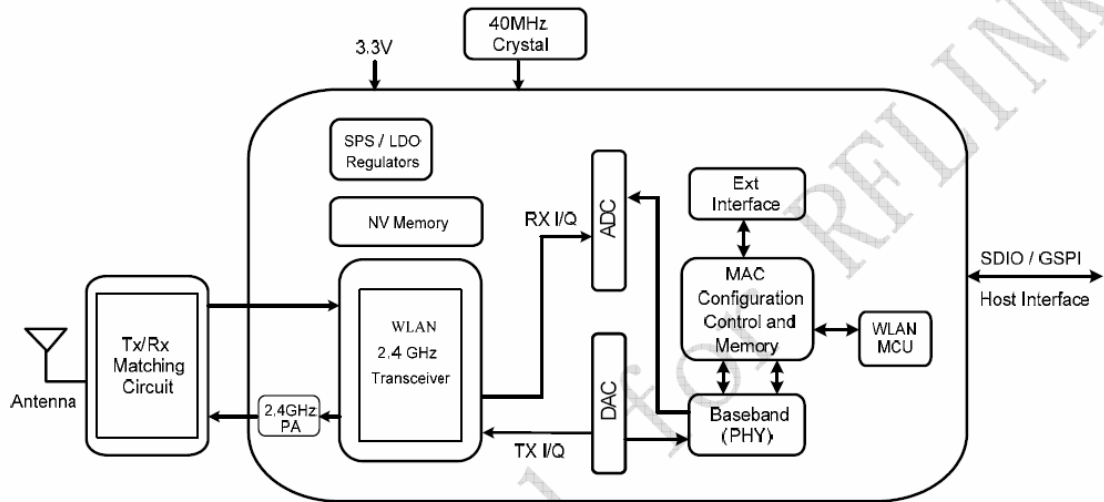 40MHz
Crystal
3.3V
SPS / LDO
Regulators
NV Memory
RX I/Q
ADC
Ext
Interface
MAC
Configuration
Control and
Memory
SDIO / GSPI
Host Interface
WLAN
MCU
Tx/Rx
Matching
Circuit
WLAN
2.4 GHz
Transceiver
Antenna
2.4GHz
PA
TX I/Q
DAC
Baseband
(PHY)
for RFLINK